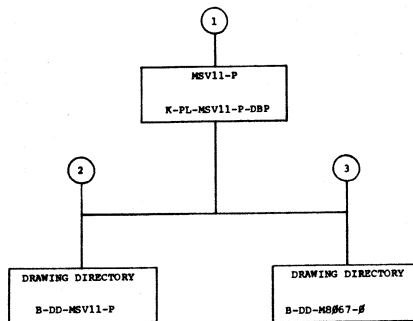 1
MSV11-P
K-PL-MSV11-P-DBP
2
3
DRAWING DIRECTORY
B-DD-MSV11-P
DRAWING DIRECTORY
B-DD-M8Ø67-Ø